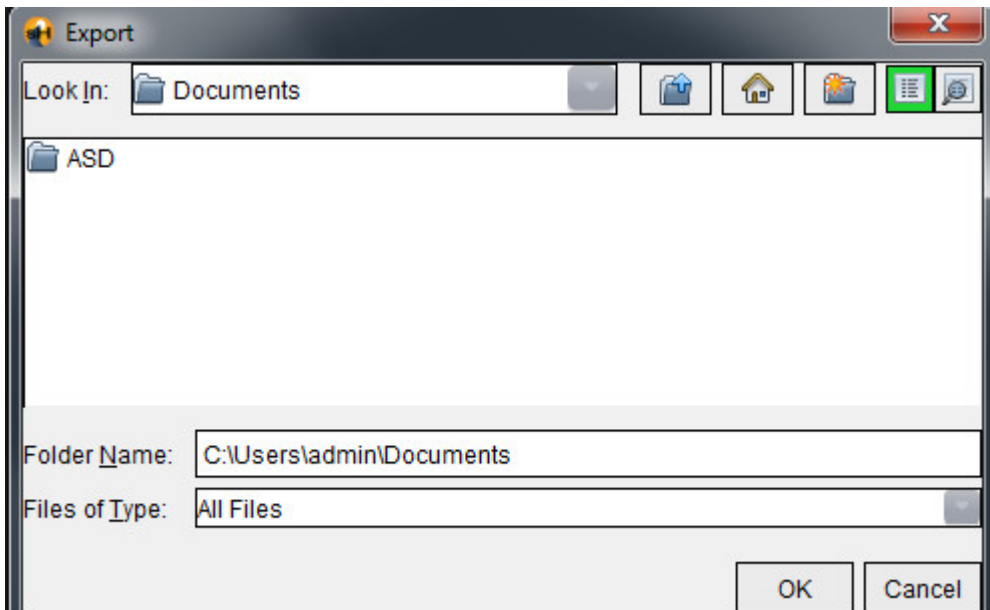 Export
Look In: Documents
ASD
Folder Name: C:\Users\admin\Documents
Files of Type: All Files
OK Cancel